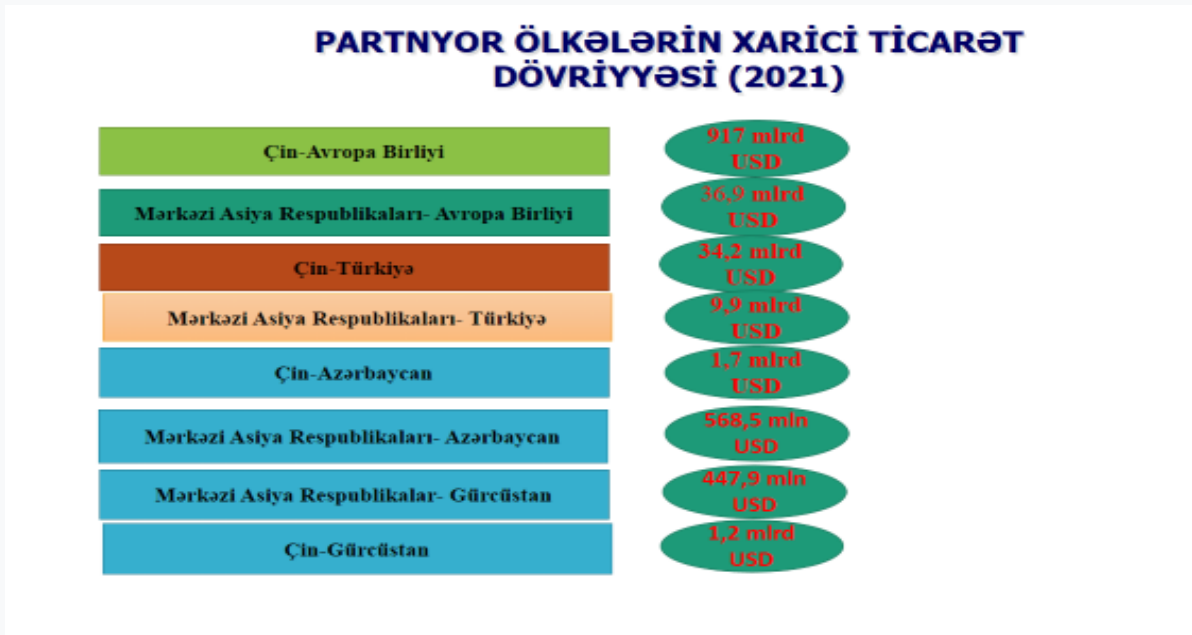 PARTNYOR ÖLKƏLƏRİN XARİCİ TİCARƏT
DÖVRİYYƏSİ (2021)
Çin-Avropa Birliyi
917 mlrd
USD
Mərkəzi Asiya Respublikaları- Avropa Birliyi
36,9 mlrd
USD
Çin-Türkiyə
34,2 mlrd
USD
Mərkəzi Asiya Respublikaları- Türkiyə
9,9 mlrd
USD
Çin-Azərbaycan
1,7 mlrd
USD
Mərkəzi Asiya Respublikaları- Azərbaycan
568,5 mln
USD
Mərkəzi Asiya Respublikalar- Gürcüstan
447,9 mln
USD
Çin-Gürcüstan
1,2 mlrd
USD